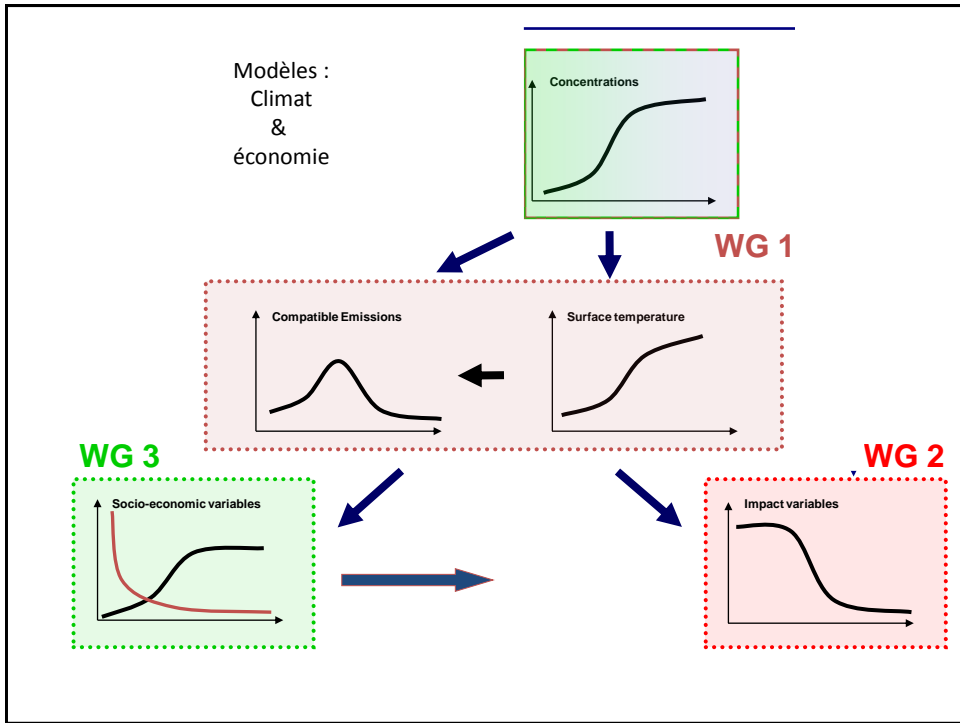 Modèles :
Climat
&
économie
Concentrations
WG 1
Compatible Emissions
Surface temperature
WG 3
WG 2
Socio-economic variables
Impact variables